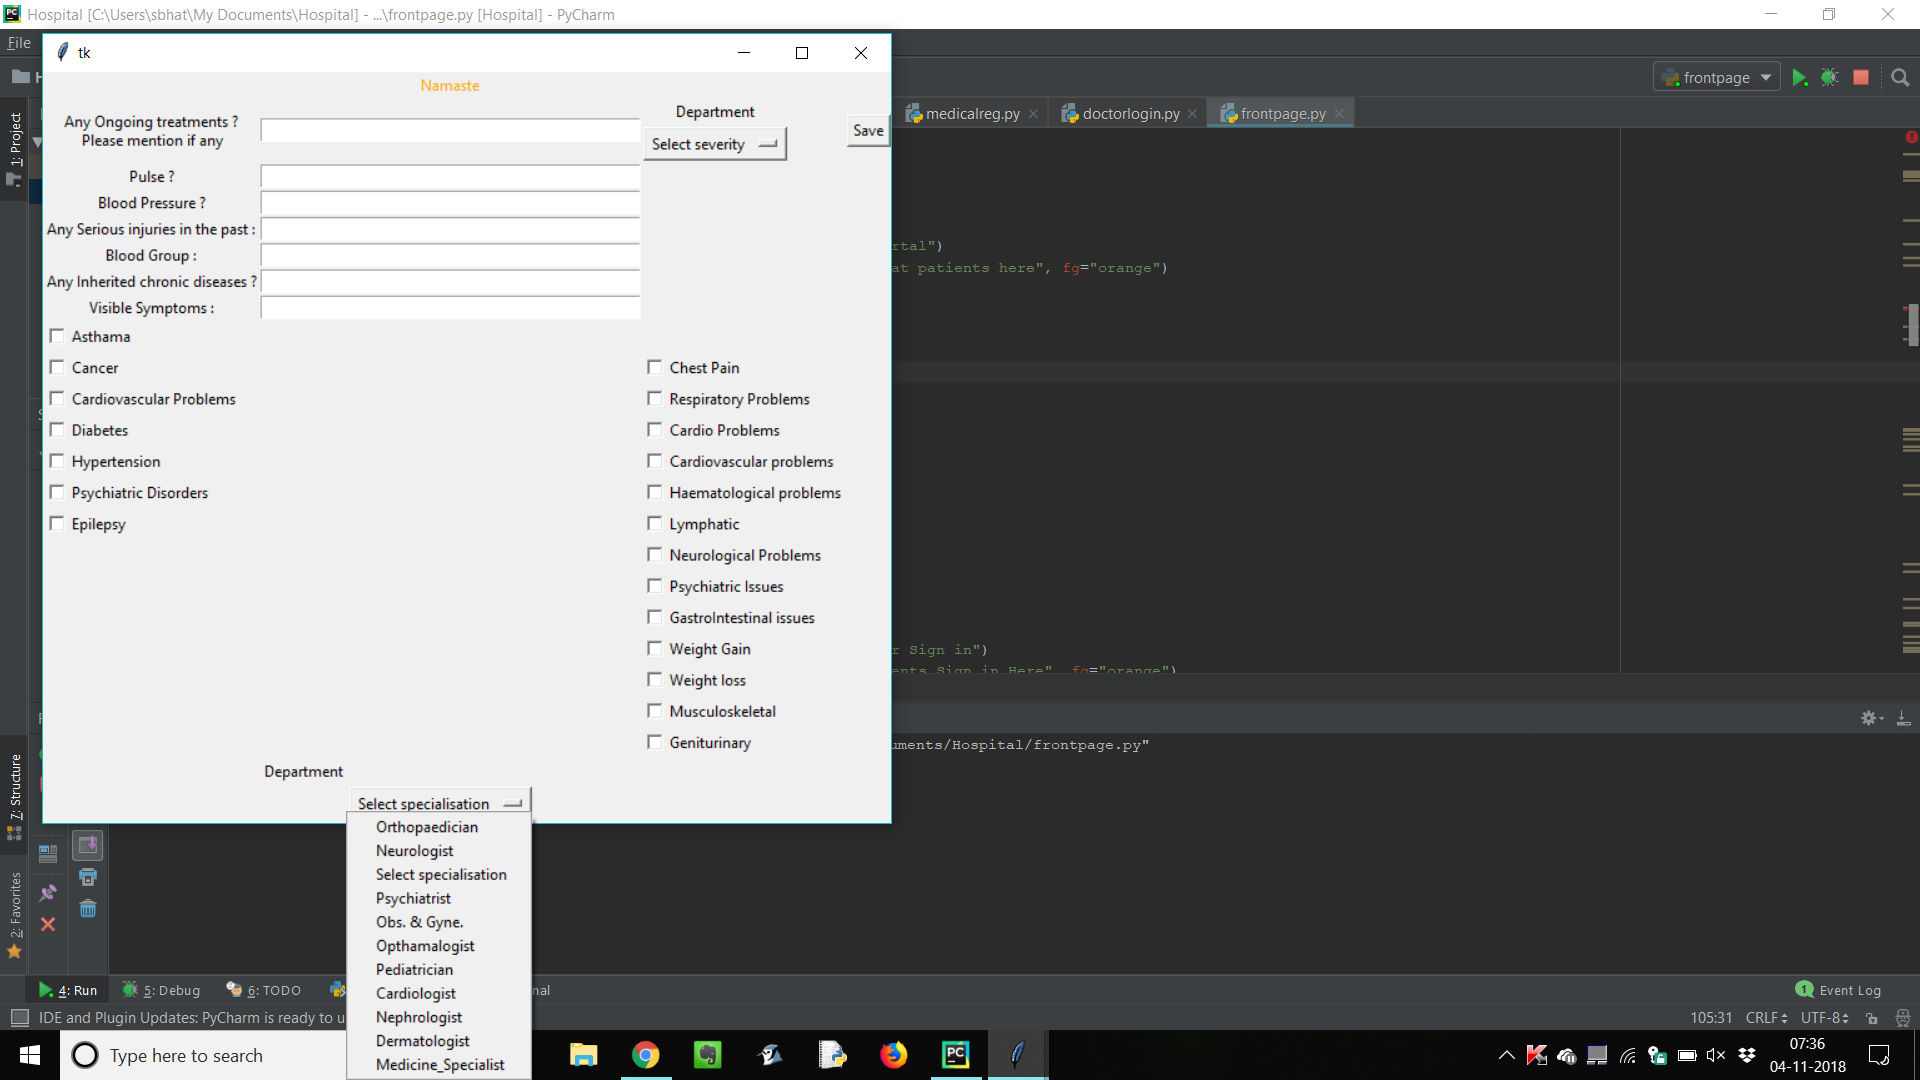 Hospital [C:\Users\sbhat\My Documents\Hospital] - ...\frontpage.py [Hospital] - PyCharm
File
tk
Namaste
Department
Any Ongoing treatments ?
Please mention if any
Select severity
Save
Pulse ?
Blood Pressure ?
Any Serious injuries in the past :
Blood Group :
Any Inherited chronic diseases ?
Visible Symptoms :
Asthama
Cancer
Cardiovascular Problems
Diabetes
Hypertension
Psychiatric Disorders
Epilepsy
Chest Pain
Respiratory Problems
Cardio Problems
Cardiovascular problems
Haematological problems
Lymphatic
Neurological Problems
Psychiatric Issues
GastroIntestinal issues
Weight Gain
Weight loss
Musculoskeletal
Geniturinary
Department
Select specialisation
Orthopaedician
Neurologist
Select specialisation
Psychiatrist
Obs. & Gyne.
Opthamalogist
Pediatrician
Cardiologist
Nephrologist
Dermatologist
Medicine_Specialist
frontpage
medicalreg.py
doctorlogin.py
frontpage.py
rtal")
at patients here", fg="orange")
r Sign in")
ents Sign in Here", fg="orange")
uments/Hospital/frontpage.py"
1: Project
7: Structure
2: Favorites
4: Run
5: Debug
6: TODO
nal
1 Event Log
IDE and Plugin Updates: PyCharm is ready to u
105:31
CRLF
UTF-8
Type here to search
07:36
04-11-2018